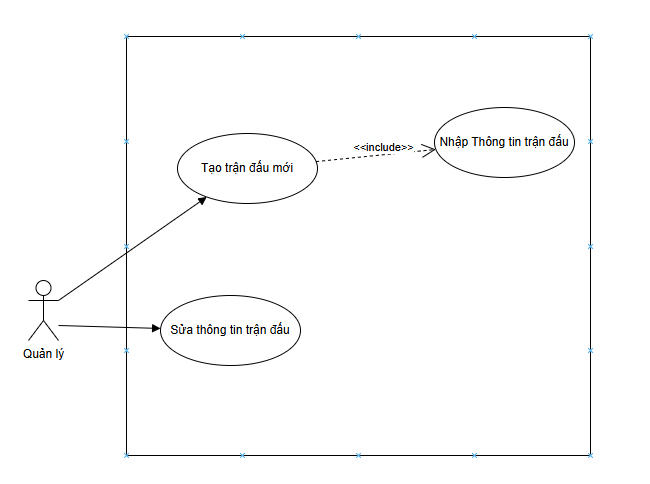 Nhập Thông tin trận đấu
<<include>>
Tạo trận đấu mới
Sửa thông tin trận đấu
Quản lý